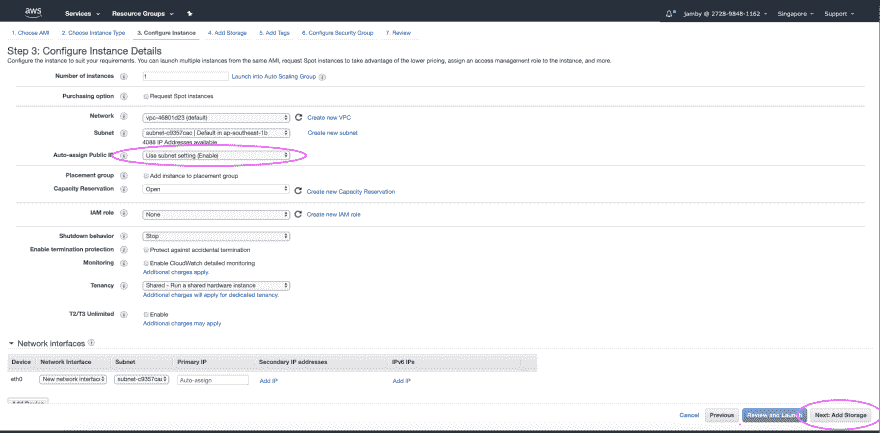 aws Services Resource Groups jamby @ 2728-9848-1162 Singapore Support
1. Choose AMI 2. Choose Instance Type 3. Configure Instance 4. Add Storage 5. Add Tags 6. Configure Security Group 7. Review
Step 3: Configure Instance Details
Configure the instance to suit your requirements. You can launch multiple instances from the same AMI, request Spot instances to take advantage of the lower pricing, assign an access management role to the instance, and more.
Number of instances 1 Launch into Auto Scaling Group
Purchasing option Request Spot instances
Network vpc-46801d23 (default) Create new VPC
Subnet subnet-c9357cac | Default in ap-southeast-1b Create new subnet
4088 IP Addresses available
Auto-assign Public IP Use subnet setting (Enable)
Placement group Add instance to placement group
Capacity Reservation Open Create new Capacity Reservation
IAM role None Create new IAM role
Shutdown behavior Stop
Enable termination protection Protect against accidental termination
Monitoring Enable CloudWatch detailed monitoring
Additional charges apply.
Tenancy Shared - Run a shared hardware instance
Additional charges will apply for dedicated tenancy.
T2/T3 Unlimited Enable
Additional charges may apply
Network interfaces
Device Network Interface Subnet Primary IP Secondary IP addresses IPv6 IPs
eth0 New network interface subnet-c9357cac Auto-assign Add IP Add IP
Add Device
Cancel Previous Review and Launch Next: Add Storage